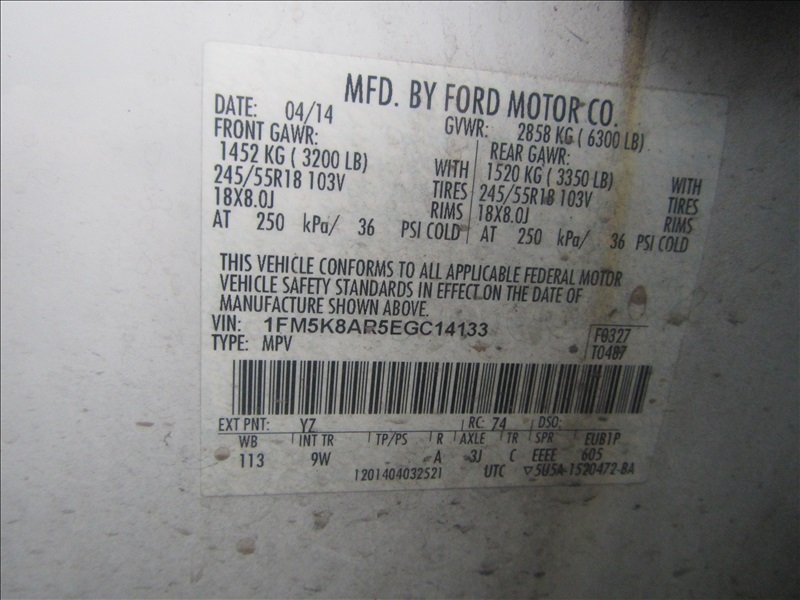 MFD. BY FORD MOTOR CO.
DATE: 04/14 GVWR: 2858 KG ( 6300 LB)
FRONT GAWR: REAR GAWR:
1452 KG ( 3200 LB) WITH 1520 KG ( 3350 LB) WITH
245/55R18 103V TIRES 245/55R18 103V TIRES
18X8.0J RIMS 18X8.0J RIMS
AT 250 kPa/ 36 PSI COLD AT 250 kPa/ 36 PSI COLD
THIS VEHICLE CONFORMS TO ALL APPLICABLE FEDERAL MOTOR
VEHICLE SAFETY STANDARDS IN EFFECT ON THE DATE OF
MANUFACTURE SHOWN ABOVE.
VIN: 1FM5K8AR5EGC14133 F0327
TYPE: MPV T0487
EXT PNT: YZ RC: 74 DSO:
WB INT TR TP/PS R AXLE TR SPR EUB1P
113 9W A 3J C EEEE 605
1201404032521 UTC ▽5U5A-1520472-BA